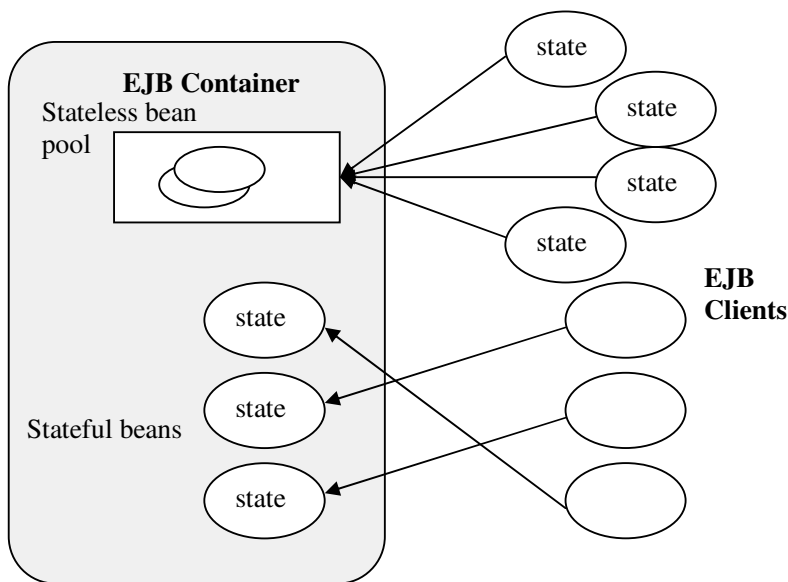 EJB Container
Stateless bean
pool
state
state
state
state
EJB
Clients
state
state
Stateful beans
state